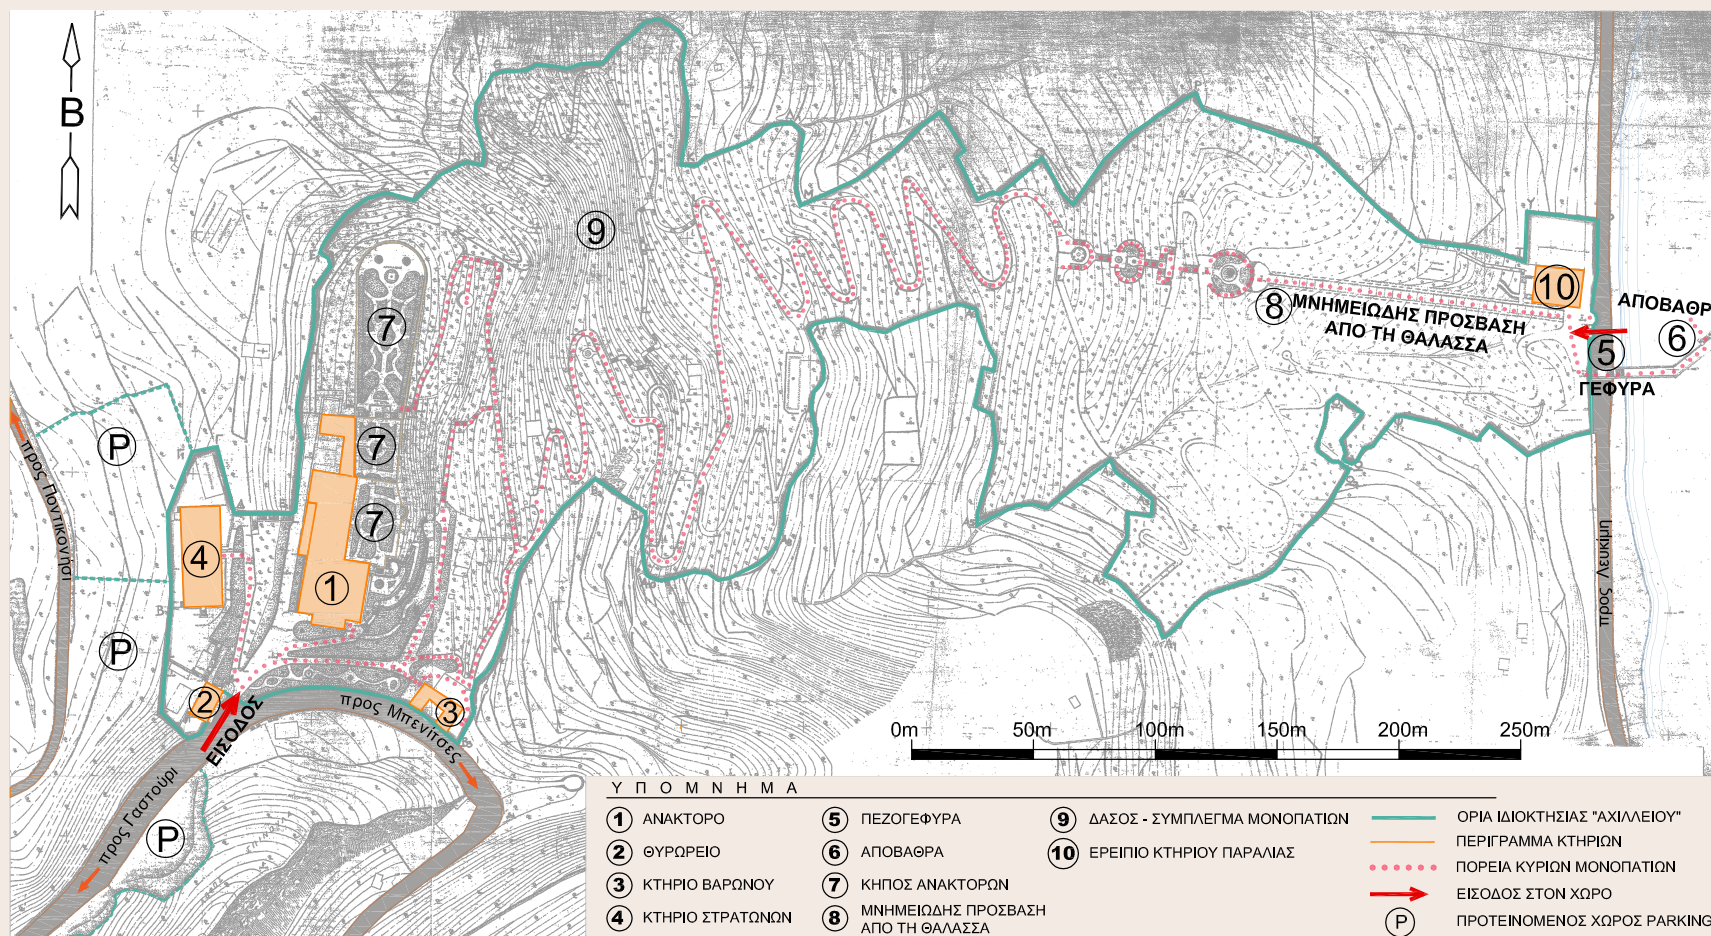 Β
9
7
7
7
4
1
2
3
P
P
P
προς Ποντικονήσι
ΕΙΣΟΔΟΣ
προς Μπενίτσες
προς Γαστούρι
8
ΜΝΗΜΕΙΩΔΗΣ ΠΡΟΣΒΑΣΗ
ΑΠΟ ΤΗ ΘΑΛΑΣΣΑ
10
ΑΠΟΒΑΘΡ
6
5
ΓΕΦΥΡΑ
προς Λευκίμμη
0m 50m 100m 150m 200m 250m
Υ Π Ο Μ Ν Η Μ Α
1 ΑΝΑΚΤΟΡΟ
2 ΘΥΡΩΡΕΙΟ
3 ΚΤΗΡΙΟ ΒΑΡΩΝΟΥ
4 ΚΤΗΡΙΟ ΣΤΡΑΤΩΝΩΝ
5 ΠΕΖΟΓΕΦΥΡΑ
6 ΑΠΟΒΑΘΡΑ
7 ΚΗΠΟΣ ΑΝΑΚΤΟΡΩΝ
8 ΜΝΗΜΕΙΩΔΗΣ ΠΡΟΣΒΑΣΗ
ΑΠΟ ΤΗ ΘΑΛΑΣΣΑ
9 ΔΑΣΟΣ - ΣΥΜΠΛΕΓΜΑ ΜΟΝΟΠΑΤΙΩΝ
10 ΕΡΕΙΠΙΟ ΚΤΗΡΙΟΥ ΠΑΡΑΛΙΑΣ
ΟΡΙΑ ΙΔΙΟΚΤΗΣΙΑΣ "ΑΧΙΛΛΕΙΟΥ"
ΠΕΡΙΓΡΑΜΜΑ ΚΤΗΡΙΩΝ
ΠΟΡΕΙΑ ΚΥΡΙΩΝ ΜΟΝΟΠΑΤΙΩΝ
ΕΙΣΟΔΟΣ ΣΤΟΝ ΧΩΡΟ
P ΠΡΟΤΕΙΝΟΜΕΝΟΣ ΧΩΡΟΣ PARKING